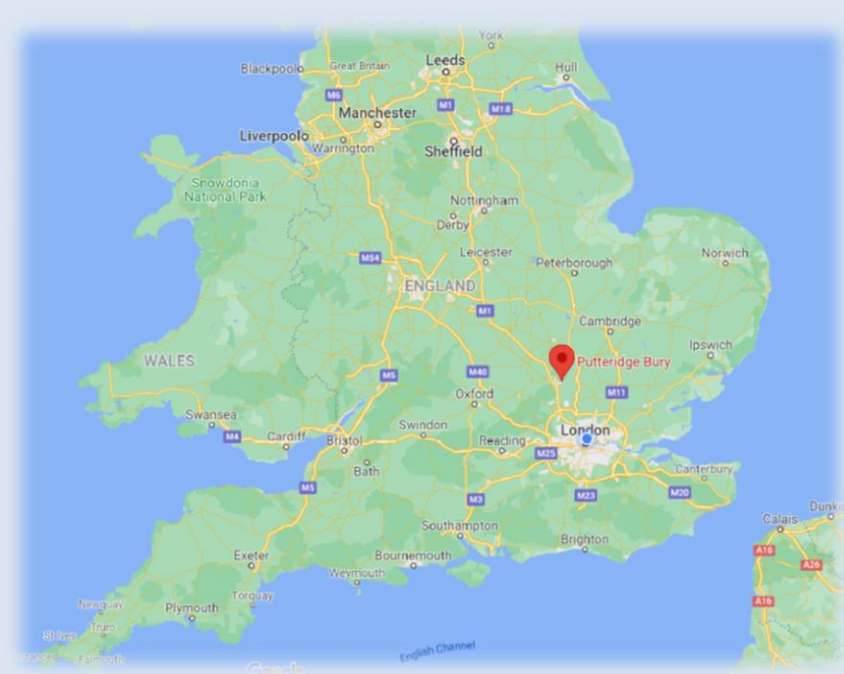 York
Leeds
Blackpool
Great Britain
Hull
M6
M1
M18
Manchester
Liverpool
Warrington
Sheffield
Snowdonia
National Park
Nottingham
Derby
M54
Leicester
Peterborough
Norwich
ENGLAND
M1
Cambridge
WALES
Putteridge Bury
Ipswich
M5
M40
M11
Oxford
Swansea
M4
Cardiff
Bristol
Swindon
Reading
London
M25
Bath
Canterbury
M5
M3
M23
M20
Southampton
Brighton
Calais
Exeter
Bournemouth
Weymouth
A16
A26
Torquay
Newquay
Plymouth
A16
Truro
St Ives
Falmouth
English Channel
Google